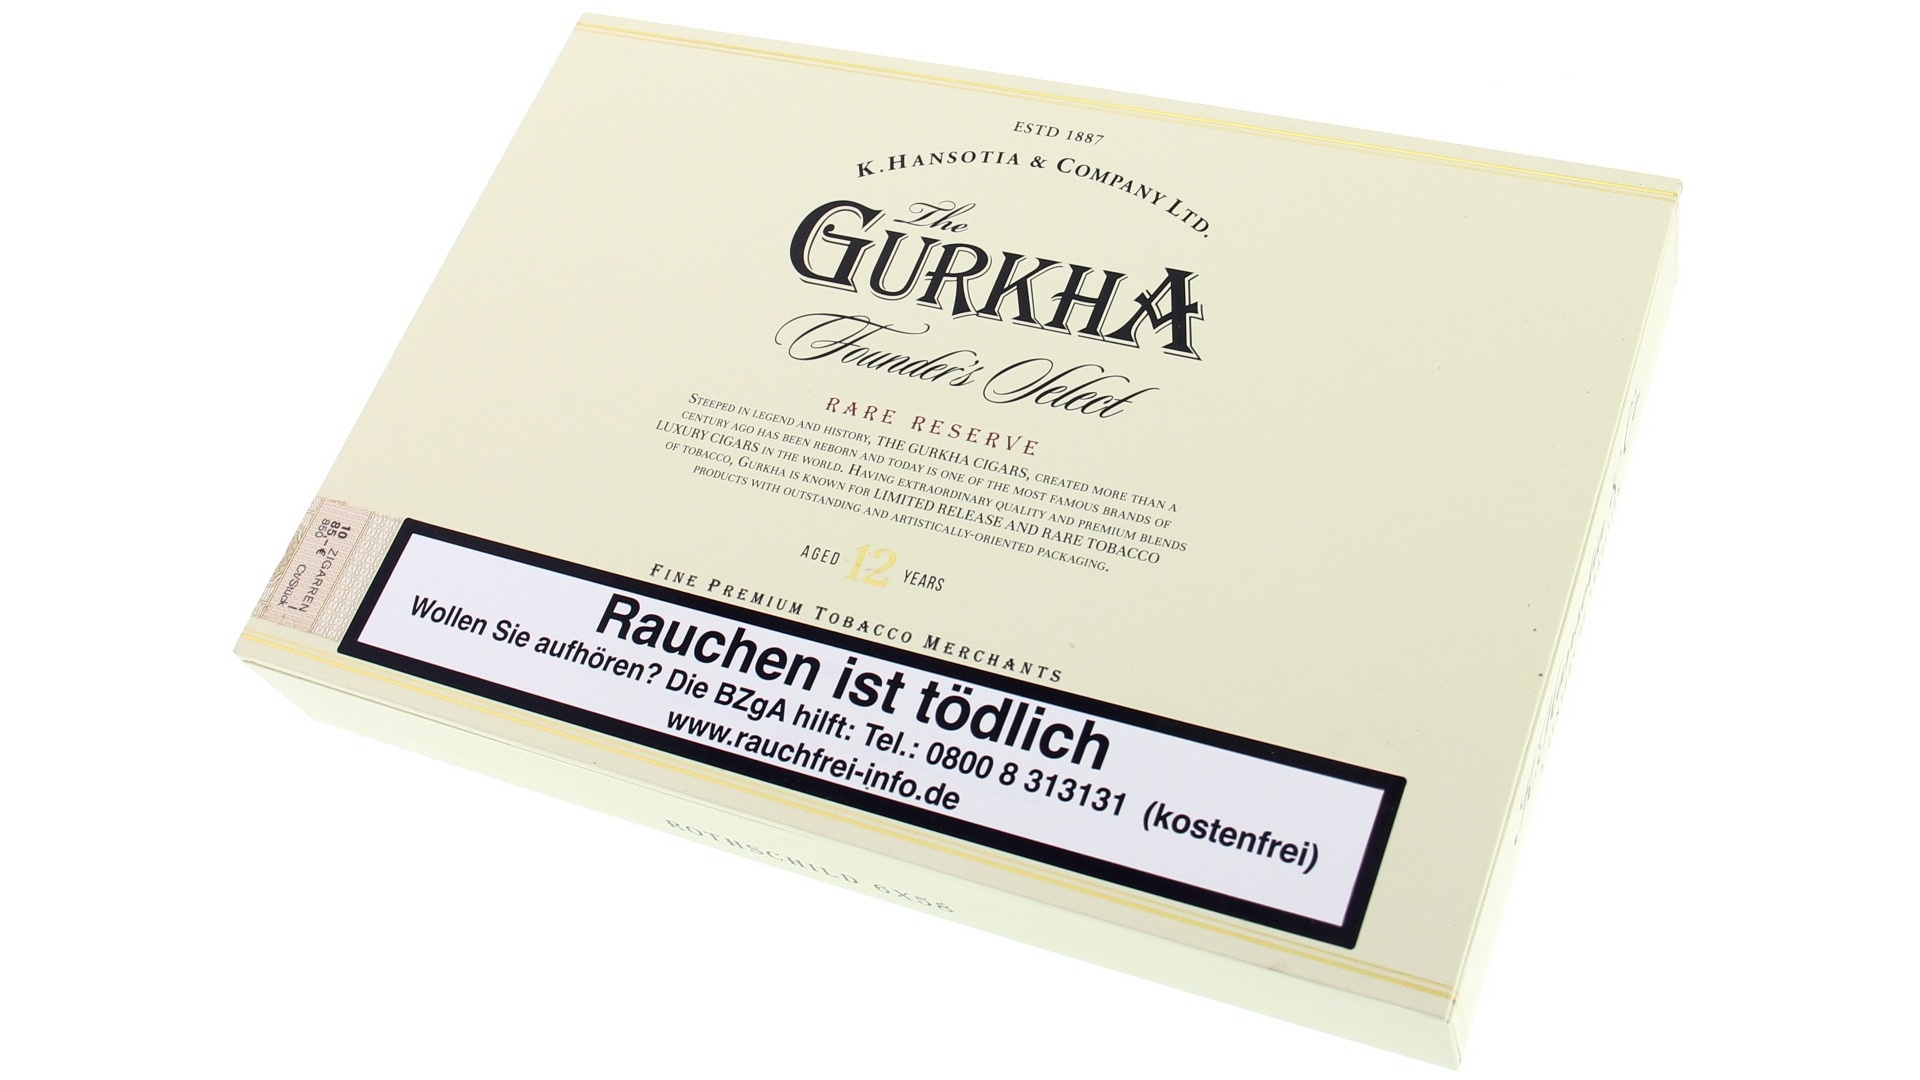 ESTD 1887
K. HANSOTIA & COMPANY LTD.
The
GURKHA
Founder's Select
RARE RESERVE
STEEPED IN LEGEND AND HISTORY, THE GURKHA CIGARS, CREATED MORE THAN A
CENTURY AGO HAS BEEN REBORN AND TODAY IS ONE OF THE MOST FAMOUS BRANDS OF
LUXURY CIGARS IN THE WORLD. HAVING EXTRAORDINARY QUALITY AND PREMIUM BLENDS
OF TOBACCO, GURKHA IS KNOWN FOR LIMITED RELEASE AND RARE TOBACCO
PRODUCTS WITH OUTSTANDING AND ARTISTICALLY-ORIENTED PACKAGING.
AGED 12 YEARS
FINE PREMIUM TOBACCO MERCHANTS
10 ZIGARREN
85,-€
850 Ct/Stück
Rauchen ist tödlich
Wollen Sie aufhören? Die BZgA hilft: Tel.: 0800 8 313131 (kostenfrei)
www.rauchfrei-info.de
ROTHSCHILD 6X58